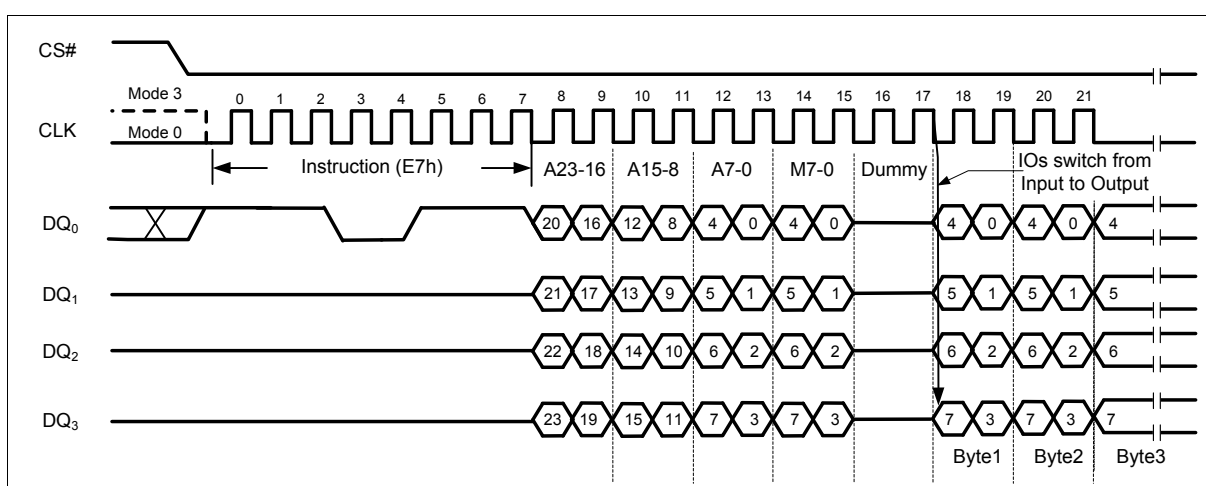 CS#
Mode 3
0 1 2 3 4 5 6 7 8 9 10 11 12 13 14 15 16 17 18 19 20 21
CLK
Mode 0
Instruction (E7h)
A23-16 A15-8 A7-0 M7-0 Dummy
IOs switch from
Input to Output
DQ0 20 16 12 8 4 0 4 0 4 0 4 0 4
DQ1 21 17 13 9 5 1 5 1 5 1 5 1 5
DQ2 22 18 14 10 6 2 6 2 6 2 6 2 6
DQ3 23 19 15 11 7 3 7 3 7 3 7 3 7
Byte1 Byte2 Byte3